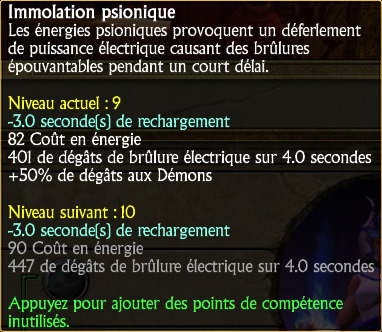 Immolation psionique
Les énergies psioniques provoquent un déferlement
de puissance électrique causant des brûlures
épouvantables pendant un court délai.
Niveau actuel : 9
-3.0 seconde(s) de rechargement
82 Coût en énergie
401 de dégâts de brûlure électrique sur 4.0 secondes
+50% de dégâts aux Démons
Niveau suivant : 10
-3.0 seconde(s) de rechargement
90 Coût en énergie
447 de dégâts de brûlure électrique sur 4.0 secondes
Appuyez pour ajouter des points de compétence
inutilisés.